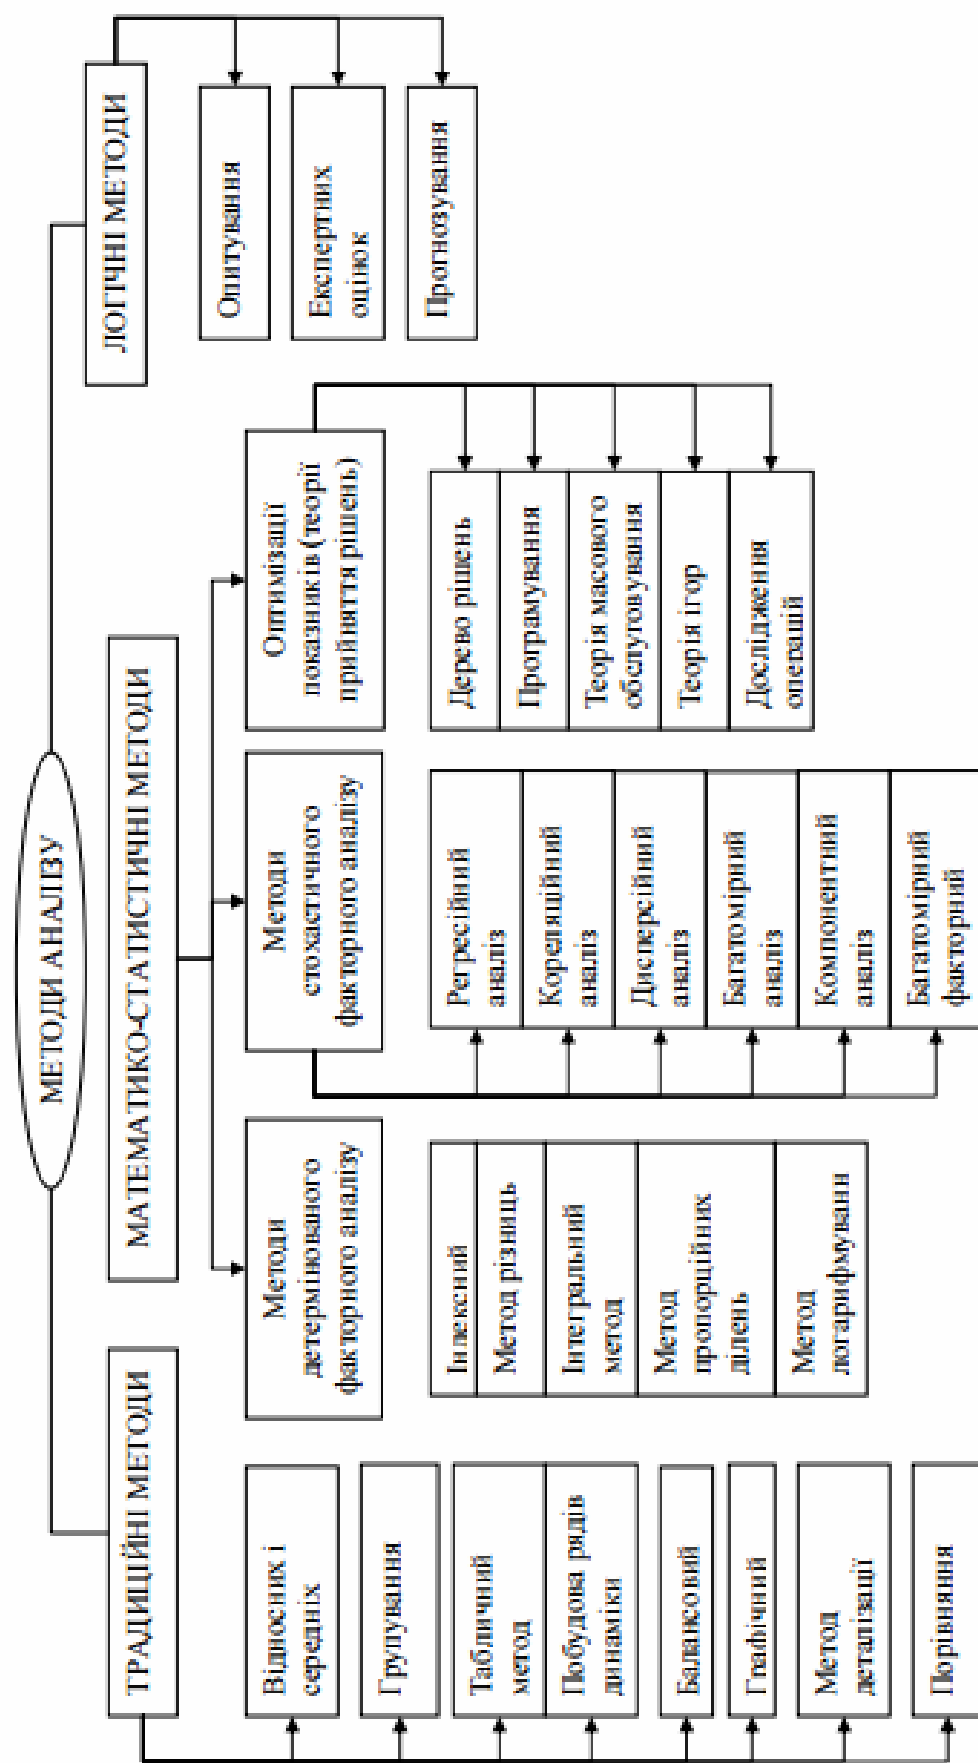 МЕТОДИ АНАЛІЗУ
ТРАДИЦІЙНІ МЕТОДИ
МАТЕМАТИКО-СТАТИСТИЧНІ МЕТОДИ
ЛОГІЧНІ МЕТОДИ
Відносних і
середніх
Групування
Табличний
метод
Побудова рядів
динаміки
Балансовий
Графічний
Метод
деталізації
Порівняння
Методи
детермінованого
факторного аналізу
Індексний
Метод різниць
Інтегральний
метод
Метод
пропорційних
ділень
Метод
логарифмуванн
Методи
стохастичного
факторного аналізу
Регресійний
аналіз
Кореляційний
аналіз
Дисперсійний
аналіз
Багатомірний
аналіз
Компонентний
аналіз
Багатомірний
факторний
Оптимізації
показників (теорії
прийняття рішень)
Дерево рішень
Програмування
Теорія масового
обслуговування
Теорія ігор
Дослідження
операцій
Опитування
Експертних
оцінок
Прогнозування